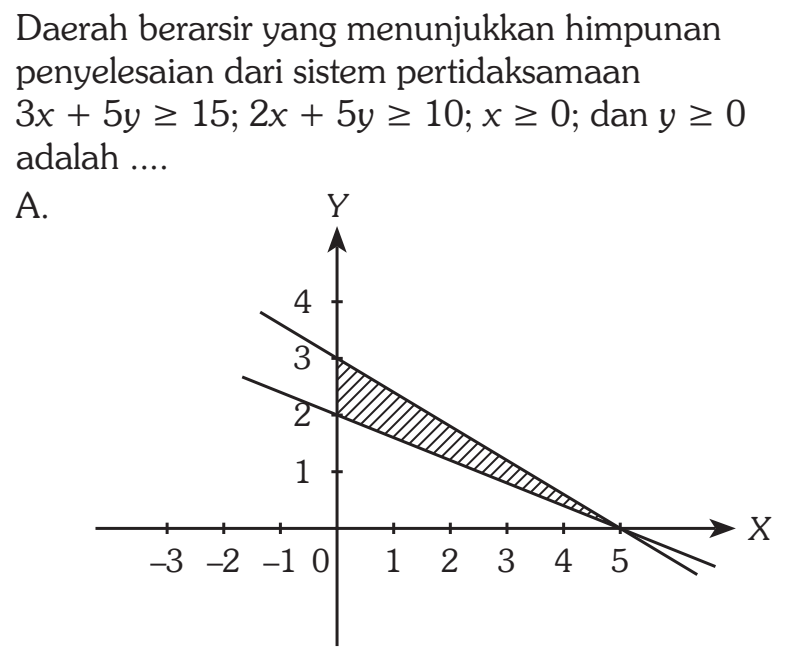 Daerah berarsir yang menunjukkan himpunan
penyelesaian dari sistem pertidaksamaan
3x + 5y ≥ 15; 2x + 5y ≥ 10; x ≥ 0; dan y ≥ 0
adalah ....
A.
Y
4
3
2
1
X
–3 –2 –1 0 1 2 3 4 5